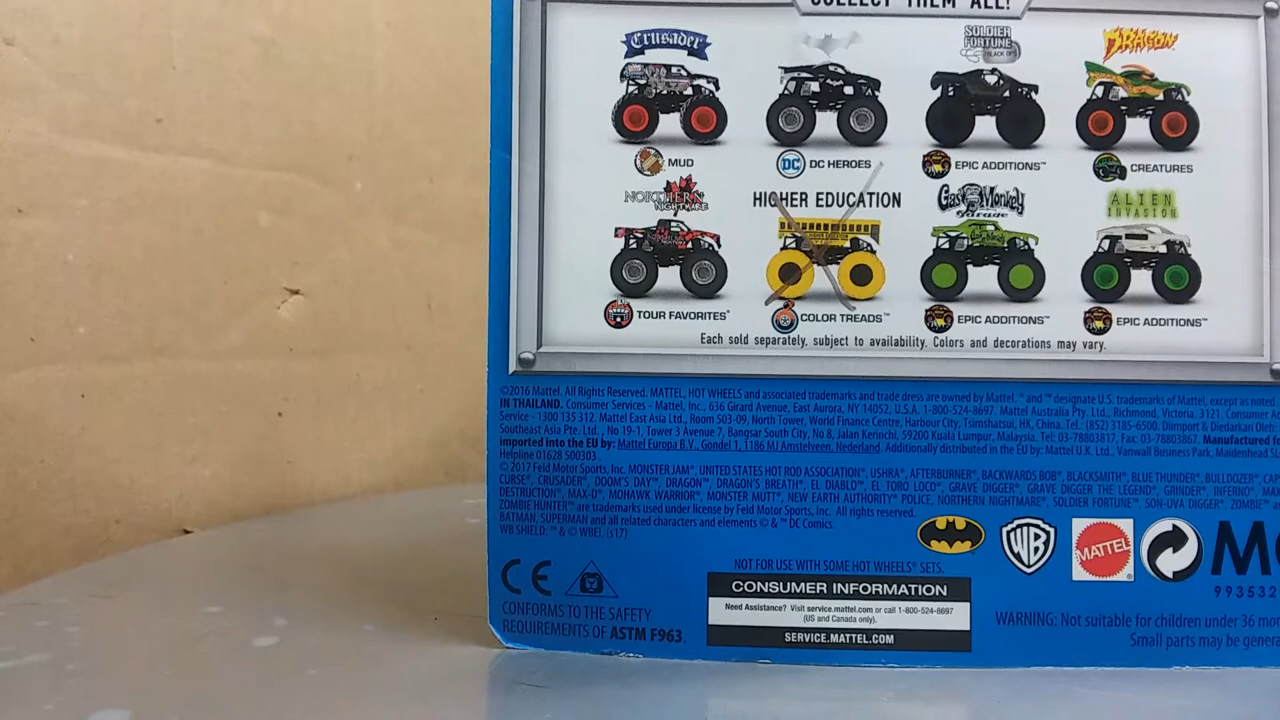 COLLECT THEM ALL!
Crusader
SOLDIER FORTUNE BLACK OPS
DRAGON
MUD
DC DC HEROES
EPIC ADDITIONS™
CREATURES
NORTHERN NIGHTMARE
HIGHER EDUCATION
Gas Monkey Garage
ALIEN INVASION
TOUR FAVORITES®
COLOR TREADS™
EPIC ADDITIONS™
EPIC ADDITIONS™
Each sold separately, subject to availability. Colors and decorations may vary.
©2016 Mattel. All Rights Reserved. MATTEL, HOT WHEELS and associated trademarks and trade dress are owned by Mattel. ® and ™ designate U.S. trademarks of Mattel, except as noted.
IN THAILAND. Consumer Services - Mattel, Inc., 636 Girard Avenue, East Aurora, NY 14052, U.S.A. 1-800-524-8697. Mattel Australia Pty. Ltd., Richmond, Victoria. 3121. Consumer
Service - 1300 135 312. Mattel East Asia Ltd., Room 503-09, North Tower, World Finance Centre, Harbour City, Tsimshatsui, HK, China. Tel.: (852) 3185-6500. Diimport & Diedarkan Oleh:
Southeast Asia Pte. Ltd., No 19-1, Tower 3 Avenue 7, Bangsar South City, No 8, Jalan Kerinchi, 59200 Kuala Lumpur, Malaysia. Tel: 03-78803817, Fax: 03-78803867. Manufactured
imported into the EU by: Mattel Europa B.V., Gondel 1, 1186 MJ Amstelveen, Nederland. Additionally distributed in the EU by: Mattel U.K. Ltd., Vanwall Business Park, Maidenhead
Helpline 01628 500303
© 2017 Feld Motor Sports, Inc. MONSTER JAM®, UNITED STATES HOT ROD ASSOCIATION®, USHRA®, AFTERBURNER®, BACKWARDS BOB®, BLACKSMITH®, BLUE THUNDER®, BULLDOZER®,
CURSE®, CRUSADER®, DOOM'S DAY™, DRAGON™, DRAGON'S BREATH®, EL DIABLO™, EL TORO LOCO®, GRAVE DIGGER®, GRAVE DIGGER THE LEGEND®, GRINDER®, INFERNO®,
DESTRUCTION®, MAX-D®, MOHAWK WARRIOR®, MONSTER MUTT®, NEW EARTH AUTHORITY® POLICE, NORTHERN NIGHTMARE®, SOLDIER FORTUNE®, SON-UVA DIGGER®, ZOMBIE®
ZOMBIE HUNTER™ are trademarks used under license by Feld Motor Sports, Inc. All rights reserved.
BATMAN, SUPERMAN and all related characters and elements © & ™ DC Comics.
WB SHIELD: ™ & © WBEI. (s17)
WB
MATTEL
CE
99353
NOT FOR USE WITH SOME HOT WHEELS® SETS.
CONSUMER INFORMATION
Need Assistance? Visit service.mattel.com or call 1-800-524-8697
(US and Canada only).
SERVICE.MATTEL.COM
CONFORMS TO THE SAFETY
REQUIREMENTS OF ASTM F963.
WARNING: Not suitable for children under 36
Small parts may be